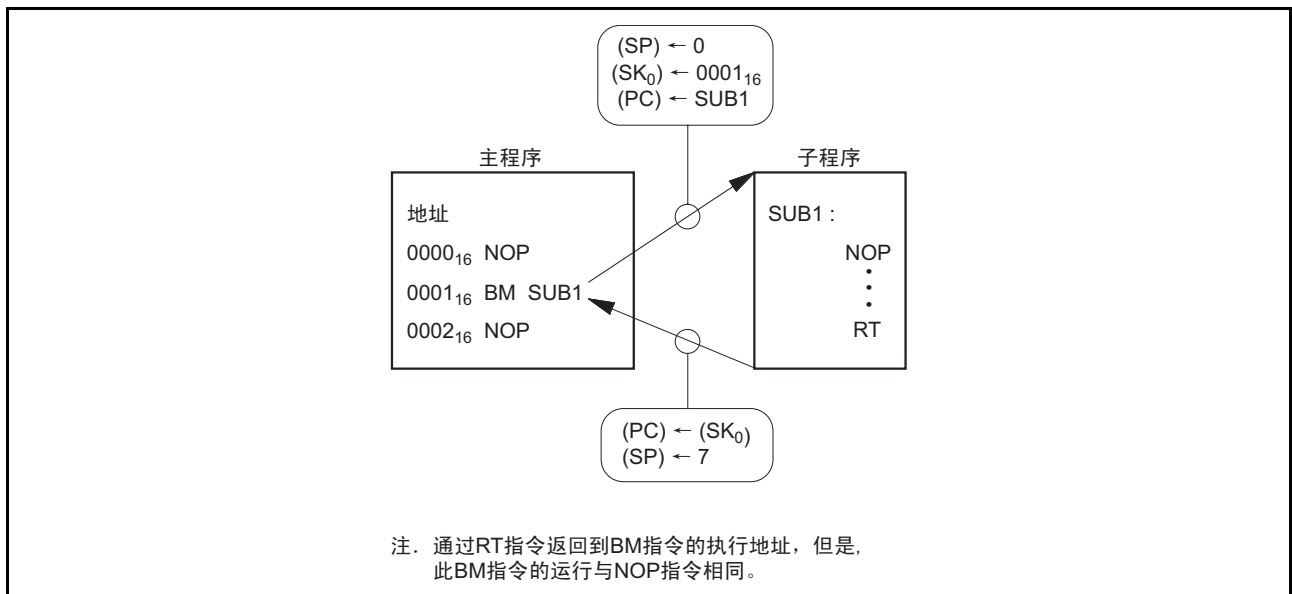 (SP) ← 0
(SK₀) ← 0001₁₆
(PC) ← SUB1
主程序
子程序
地址
0000₁₆ NOP
0001₁₆ BM SUB1
0002₁₆ NOP
SUB1 :
NOP
⋮
RT
(PC) ← (SK₀)
(SP) ← 7
注. 通过RT指令返回到BM指令的执行地址，但是,
此BM指令的运行与NOP指令相同。